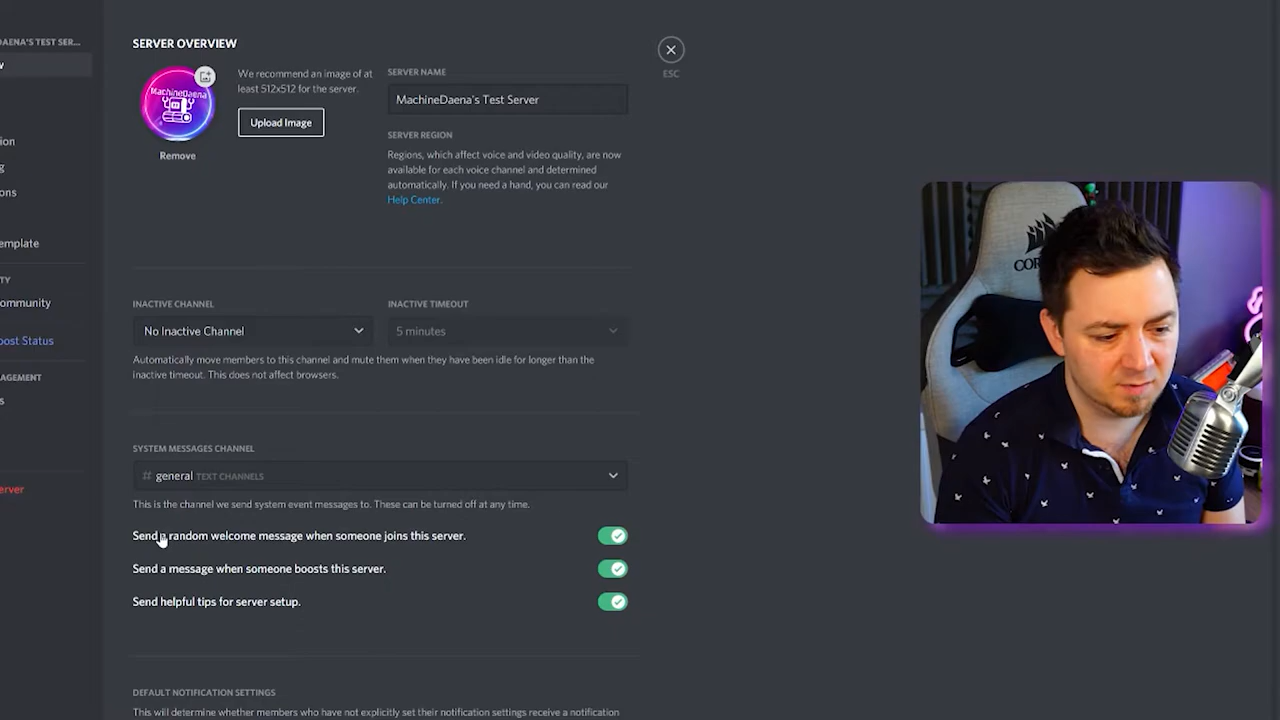 DAENA'S TEST SER...
SERVER OVERVIEW
MachineDaena
Remove
We recommend an image of at
least 512x512 for the server.
Upload Image
SERVER NAME
MachineDaena's Test Server
SERVER REGION
Regions, which affect voice and video quality, are now
available for each voice channel and determined
automatically. If you need a hand, you can read our
Help Center.
ESC
emplate
ommunity
oost Status
AGEMENT
erver
INACTIVE CHANNEL
No Inactive Channel
INACTIVE TIMEOUT
5 minutes
Automatically move members to this channel and mute them when they have been idle for longer than the
inactive timeout. This does not affect browsers.
SYSTEM MESSAGES CHANNEL
# general TEXT CHANNELS
This is the channel we send system event messages to. These can be turned off at any time.
Send a random welcome message when someone joins this server.
Send a message when someone boosts this server.
Send helpful tips for server setup.
DEFAULT NOTIFICATION SETTINGS
This will determine whether members who have not explicitly set their notification settings receive a notification
COR